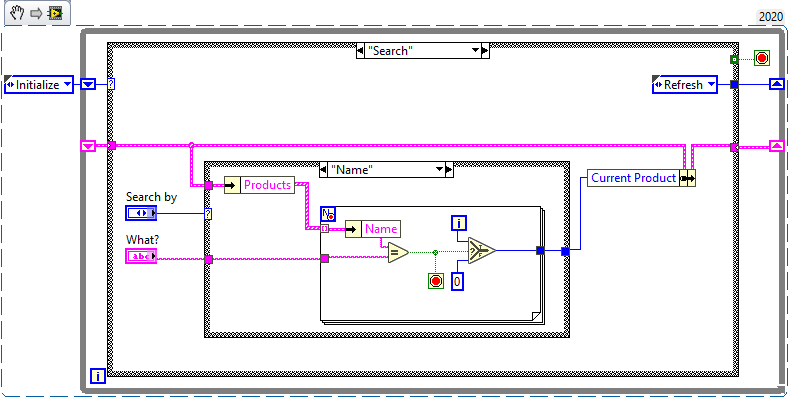 2020
"Search"
Initialize
Refresh
?
"Name"
Products
Current Product
Search by
?
N
Name
i
What?
abc
=
?
T
F
0
i